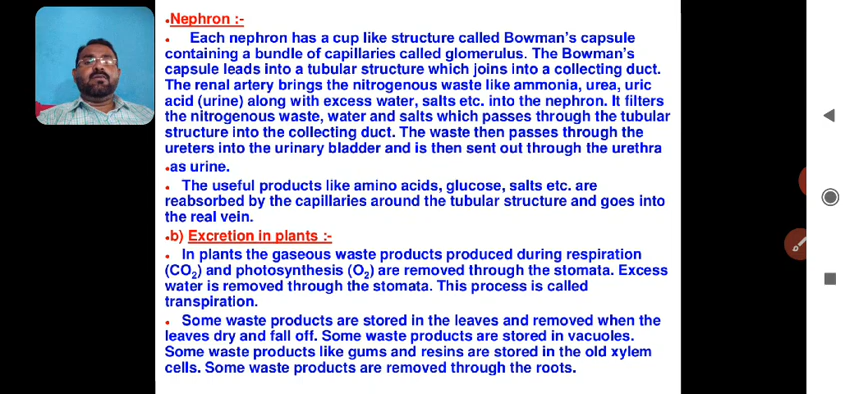 •Nephron :-
• Each nephron has a cup like structure called Bowman's capsule
containing a bundle of capillaries called glomerulus. The Bowman's
capsule leads into a tubular structure which joins into a collecting duct.
The renal artery brings the nitrogenous waste like ammonia, urea, uric
acid (urine) along with excess water, salts etc. into the nephron. It filters
the nitrogenous waste, water and salts which passes through the tubular
structure into the collecting duct. The waste then passes through the
ureters into the urinary bladder and is then sent out through the urethra
•as urine.
• The useful products like amino acids, glucose, salts etc. are
reabsorbed by the capillaries around the tubular structure and goes into
the real vein.
•b) Excretion in plants :-
• In plants the gaseous waste products produced during respiration
(CO₂) and photosynthesis (O₂) are removed through the stomata. Excess
water is removed through the stomata. This process is called
transpiration.
• Some waste products are stored in the leaves and removed when the
leaves dry and fall off. Some waste products are stored in vacuoles.
Some waste products like gums and resins are stored in the old xylem
cells. Some waste products are removed through the roots.